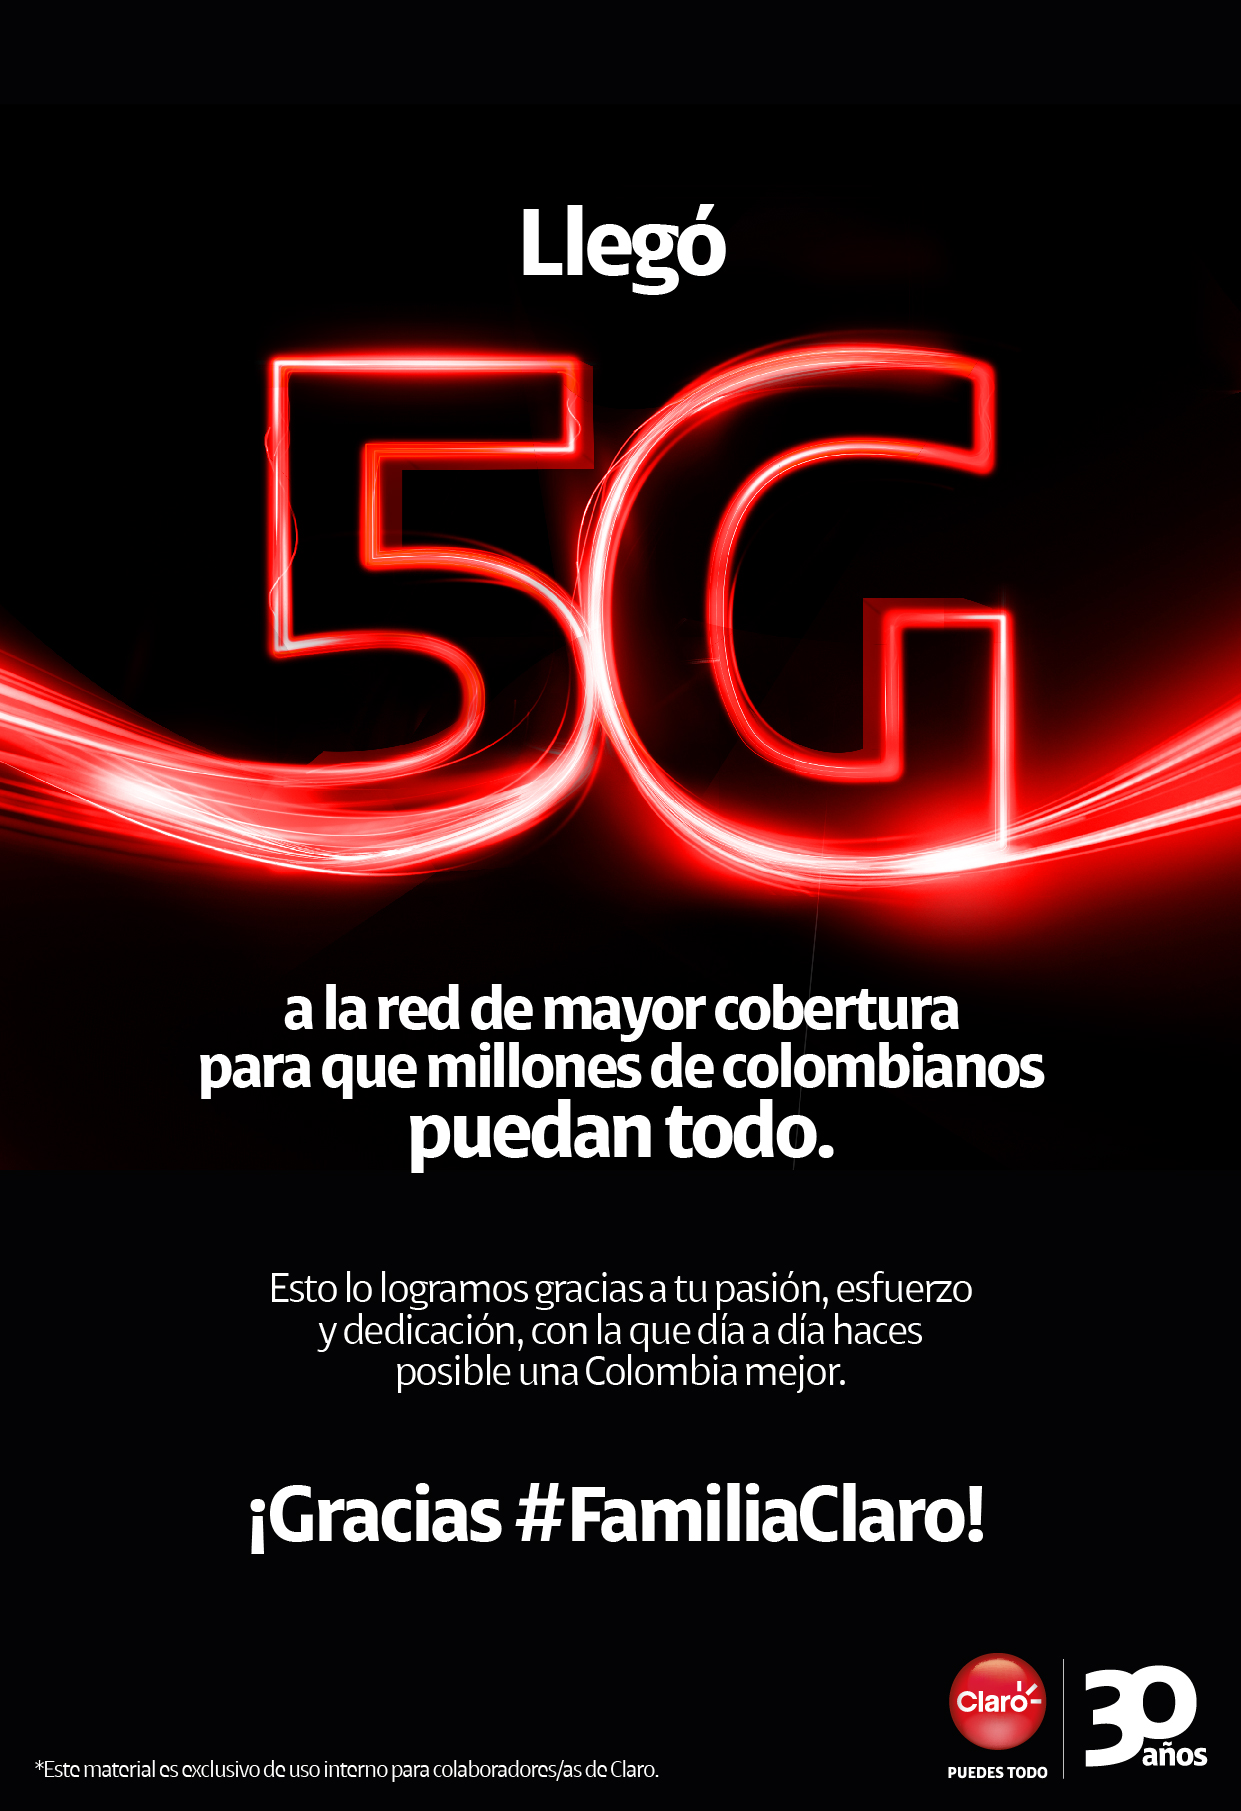 Llegó
5G
a la red de mayor cobertura
para que millones de colombianos
puedan todo.
Esto lo logramos gracias a tu pasión, esfuerzo
y dedicación, con la que día a día haces
posible una Colombia mejor.
¡Gracias #FamiliaClaro!
Claro
PUEDES TODO
30
años
*Este material es exclusivo de uso interno para colaboradores/as de Claro.